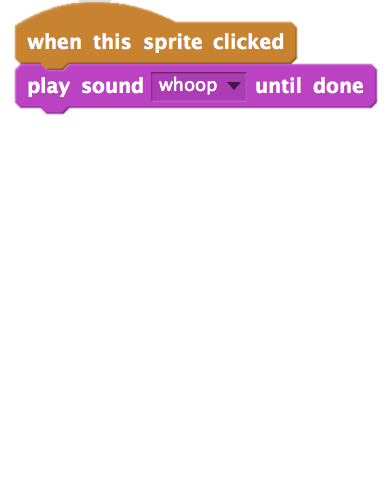 when this sprite clicked
play sound whoop until done